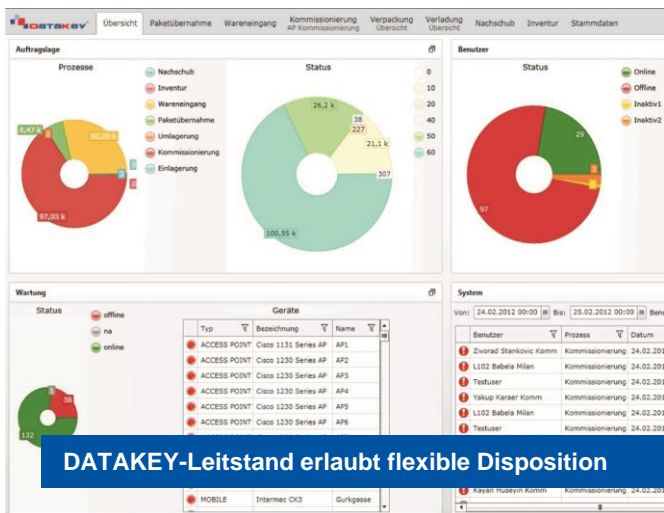 DATAKEY Übersicht Paketübernahme Wareneingang Kommissionierung Verpackung Verladung Nachschub Inventur Stammdaten
AP Kommissionierung Übersicht Übersicht
Auftragslage
Prozesse
9,47 k
97,03 k
Nachschub
Inventur
Wareneingang
Paketübernahme
Umlagerung
Kommissionierung
Einlagerung
Status
26,2 k
38
227
21,1 k
307
100,55 k
0
10
20
40
50
60
Benutzer
Status
29
97
Online
Offline
Inaktiv1
Inaktiv2
Wartung
Status
38
132
offline
na
online
Geräte
Typ Bezeichnung Name
ACCESS POINT Cisco 1131 Series AP AP1
ACCESS POINT Cisco 1230 Series AP AP2
ACCESS POINT Cisco 1230 Series AP AP3
ACCESS POINT Cisco 1230 Series AP AP4
ACCESS POINT Cisco 1230 Series AP AP5
ACCESS POINT Cisco 1230 Series AP AP6
MOBILE Intermec CK3 Gurkgasse
System
Von: 24.02.2012 00:00 Bis: 25.02.2012 00:00
Benutzer Prozess Datum
Zivorad Stankovic Komm Kommissionierung
L102 Babela Milan Kommissionierung
Testuser Kommissionierung
Yakup Karaer Komm Kommissionierung
L102 Babela Milan Kommissionierung
Testuser Kommissionierung
Kayan Huseyin Komm Kommissionierung
DATAKEY-Leitstand erlaubt flexible Disposition